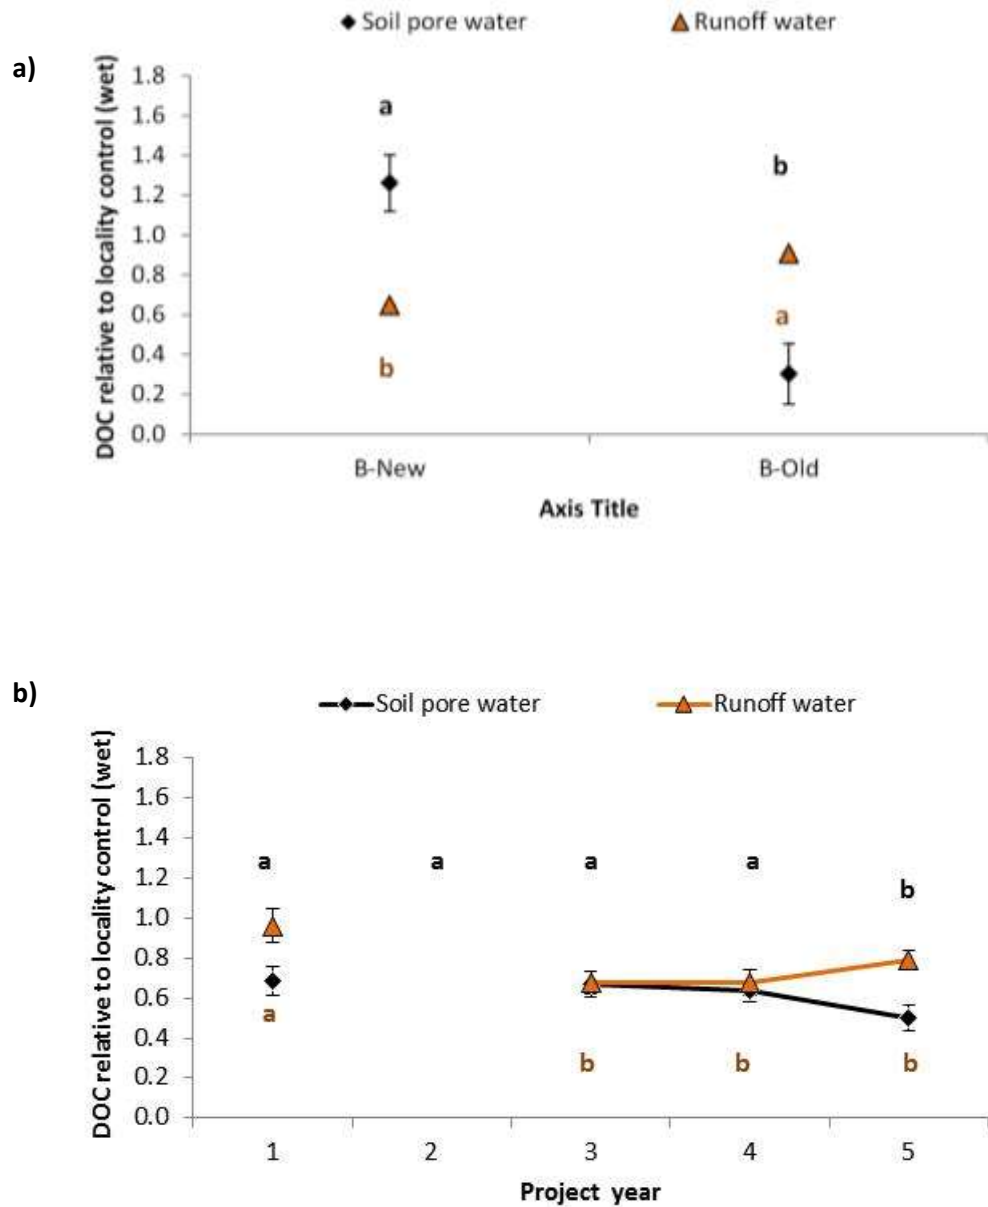 Soil pore water Runoff water
a)
DOC relative to locality control (wet)
1.8
1.6
1.4
1.2
1.0
0.8
0.6
0.4
0.2
0.0
a
b
b
a
B-New B-Old
Axis Title
b)
Soil pore water Runoff water
DOC relative to locality control (wet)
1.8
1.6
1.4
1.2
1.0
0.8
0.6
0.4
0.2
0.0
a a a a b
a b b b
1 2 3 4 5
Project year